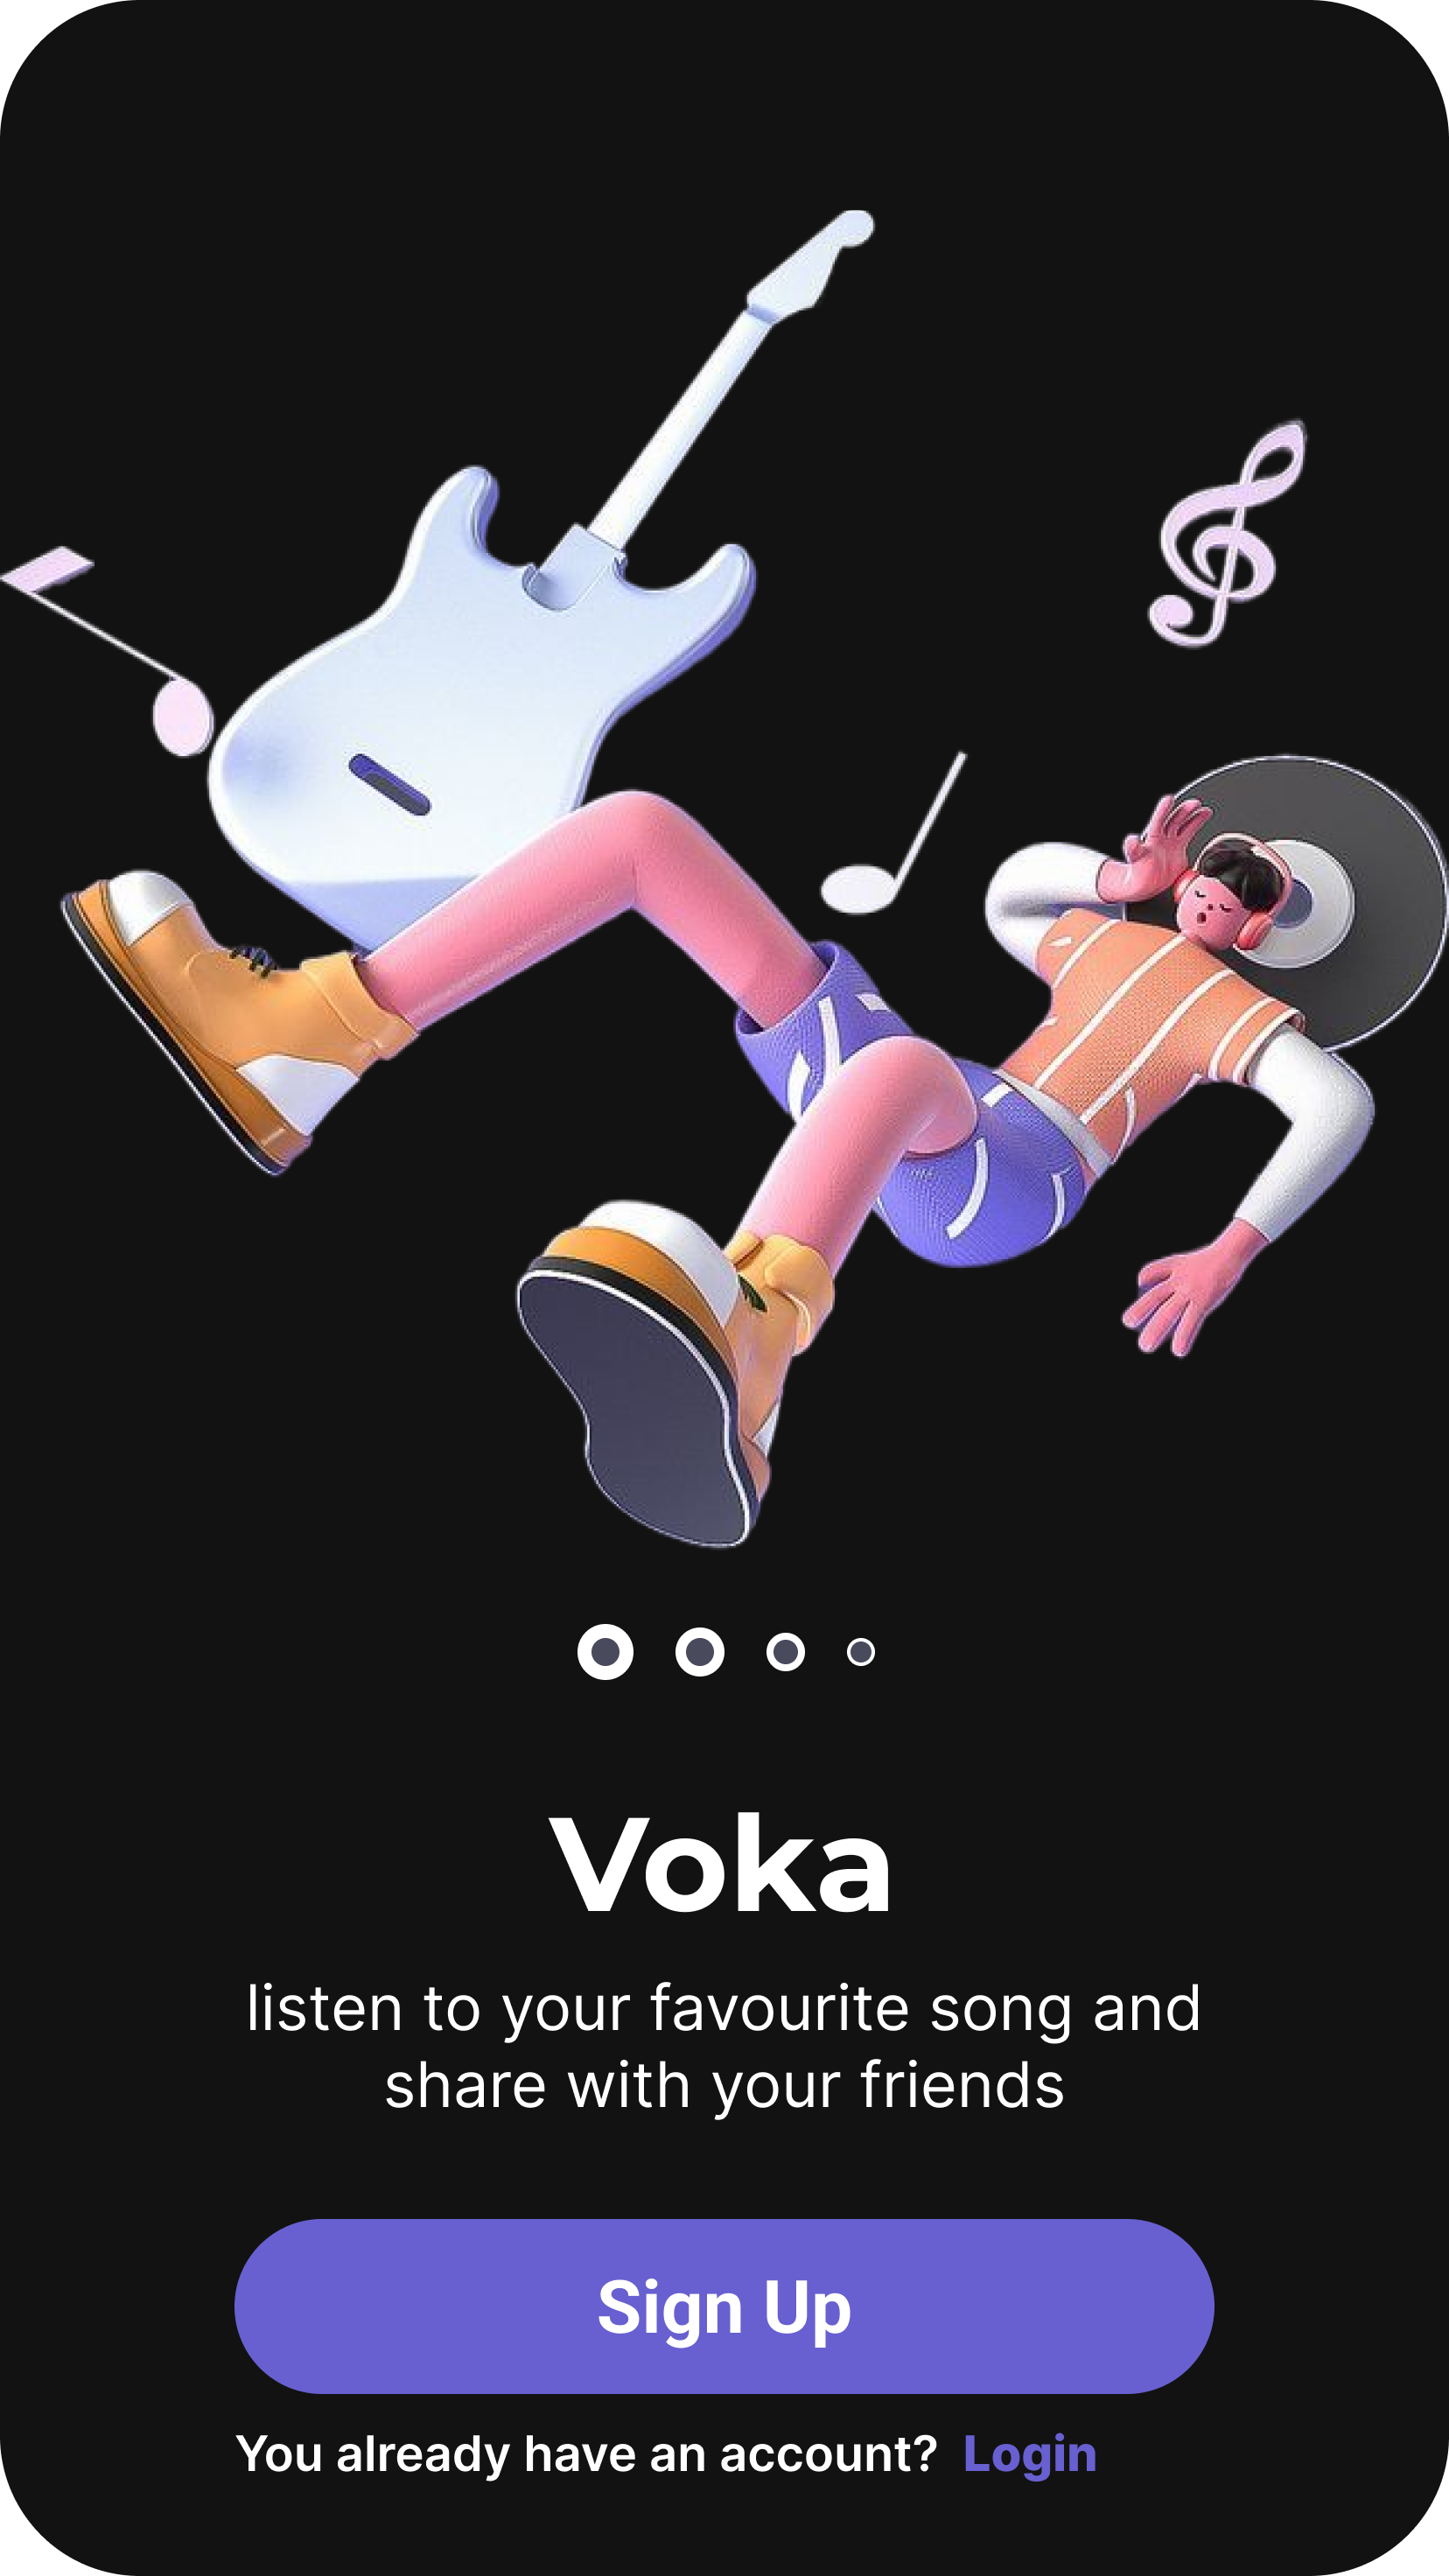 Voka
listen to your favourite song and
share with your friends
Sign Up
You already have an account? Login